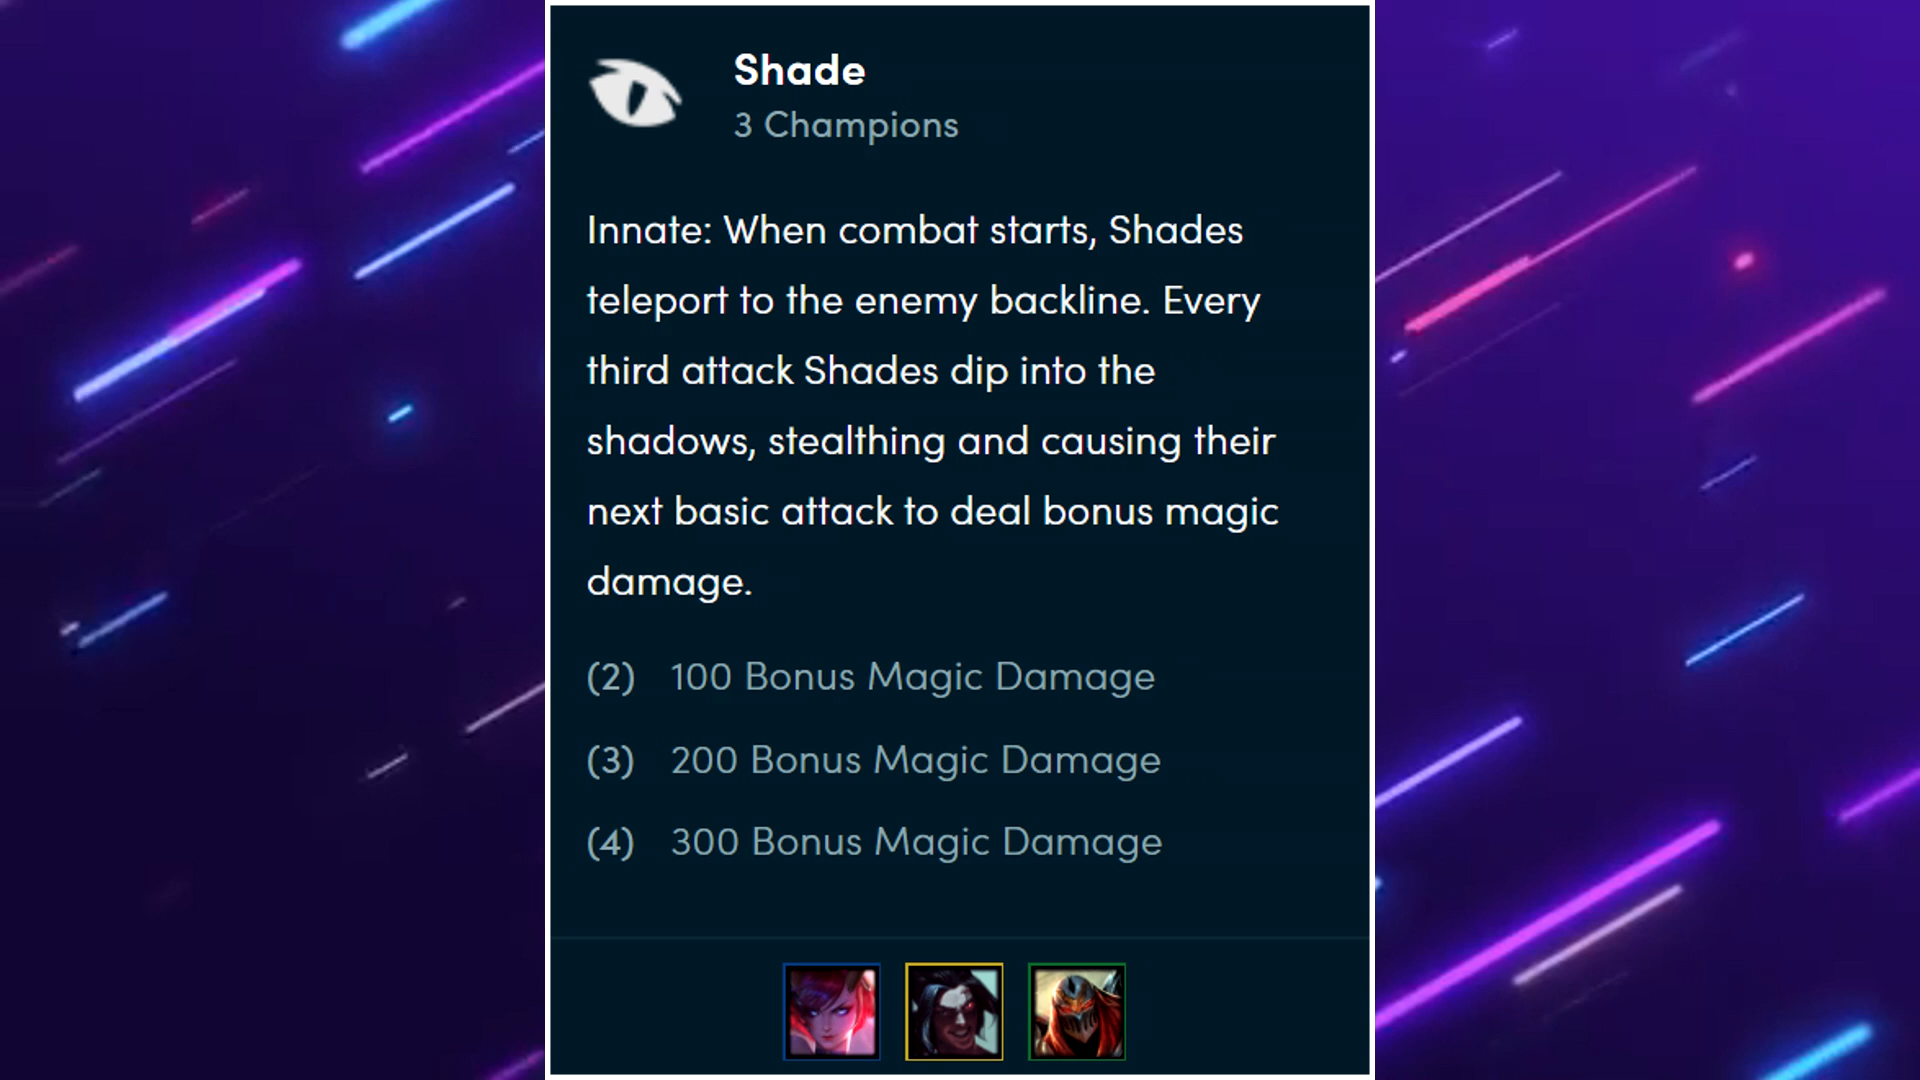 Shade
3 Champions
Innate: When combat starts, Shades
teleport to the enemy backline. Every
third attack Shades dip into the
shadows, stealthing and causing their
next basic attack to deal bonus magic
damage.
(2) 100 Bonus Magic Damage
(3) 200 Bonus Magic Damage
(4) 300 Bonus Magic Damage